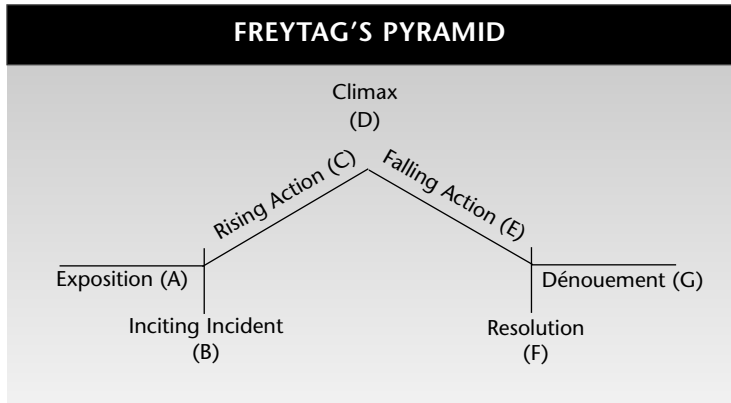 FREYTAG’S PYRAMID
Climax
(D)
Rising Action (C)
Falling Action (E)
Exposition (A)
Dénouement (G)
Inciting Incident
(B)
Resolution
(F)